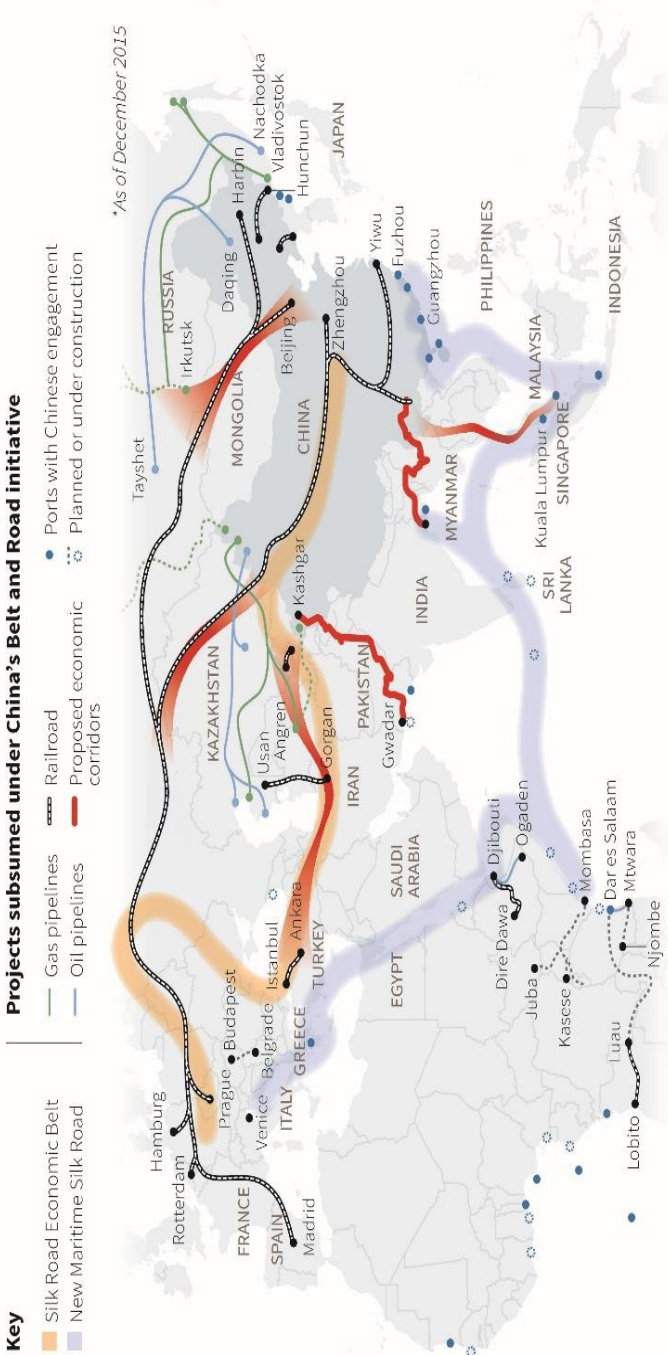 Key
Silk Road Economic Belt
New Maritime Silk Road
Projects subsumed under China's Belt and Road initiative
Gas pipelines
Oil pipelines
Railroad
Proposed economic
corridors
Ports with Chinese engagement
Planned or under construction
*As of December 2015
Hamburg
Rotterdam
Prague
Budapest
Belgrade
Venice
ITALY
GREECE
FRANCE
SPAIN
Madrid
Istanbul
Ankara
TURKEY
EGYPT
SAUDI
ARABIA
IRAN
Gorgan
Usan
Angren
KAZAKHSTAN
Kashgar
PAKISTAN
Gwadar
INDIA
SRI
LANKA
Tayshet
RUSSIA
Irkutsk
MONGOLIA
CHINA
Daqing
Harbin
Nachodka
Vladivostok
Hunchun
JAPAN
Beijing
Zhengzhou
Yiwu
Fuzhou
Guangzhou
PHILIPPINES
MYANMAR
MALAYSIA
Kuala Lumpur
SINGAPORE
INDONESIA
Djibouti
Ogaden
Dire Dawa
Juba
Kasese
Mombasa
Dar es Salaam
Mtwara
Njombe
Luau
Lobito